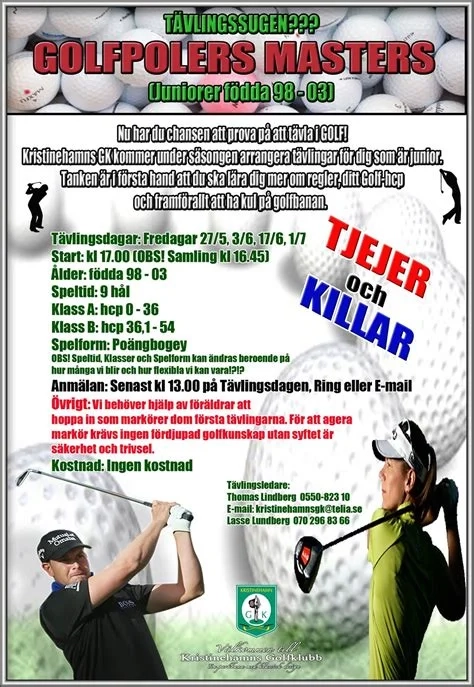 TÄVLINGSSUGEN???
GOLFPOLERS MASTERS
(Juniorer födda 98 - 03)
Nu har du chansen att prova på att tävla i GOLF!
Kristinehamns GK kommer under säsongen arrangera tävlingar för dig som är junior.
Tanken är i första hand att du ska lära dig mer om regler, ditt Golf-hcp
och framförallt att ha kul på golfbanan.
TJEJER
och
KILLAR
Tävlingsdagar: Fredagar 27/5, 3/6, 17/6, 1/7
Start: kl 17.00 (OBS! Samling kl 16.45)
Ålder: födda 98 - 03
Speltid: 9 hål
Klass A: hcp 0 - 36
Klass B: hcp 36,1 - 54
Spelform: Poängbogey
OBS! Speltid, Klasser och Spelform kan ändras beroende på
hur många vi blir och hur flexibla vi kan vara!?!?
Anmälan: Senast kl 13.00 på Tävlingsdagen, Ring eller E-mail
Övrigt: Vi behöver hjälp av föräldrar att
hoppa in som markörer dom första tävlingarna. För att agera
markör krävs ingen fördjupad golfkunskap utan syftet är
säkerhet och trivsel.
Kostnad: Ingen kostnad
Tävlingsledare:
Thomas Lindberg 0550-823 10
E-mail: kristinehamnsgk@telia.se
Lasse Lundberg 070 296 83 66
Mutual of
Omaha
BOSS
KRISTINEHAMN
G K
Välkommen till
Kristinehamns Golfklubb